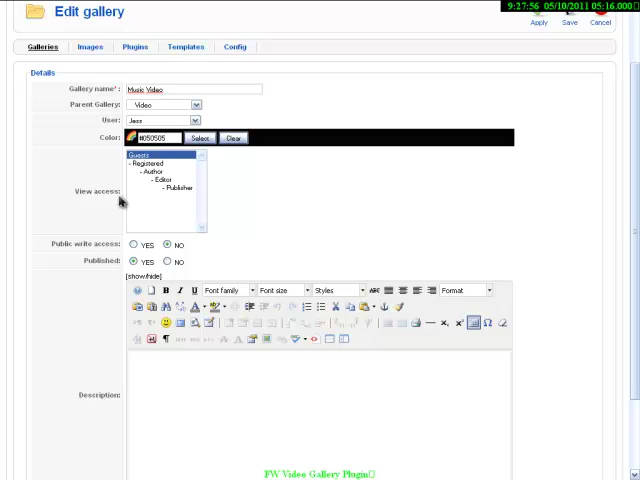 9:27:56 05/10/2011 05:16.000
Edit gallery
Apply Save Cancel
Galleries Images Plugins Templates Config
Details
Gallery name*: Music Video
Parent Gallery: Video
User: Jess
Color: #050505 Select Clear
View access:
Guests
- Registered
- Author
- Editor
- Publisher
Public write access: YES NO
Published: YES NO
[show/hide]
B I U Font family Font size Styles ABC Format
Description:
FW Video Gallery Plugin